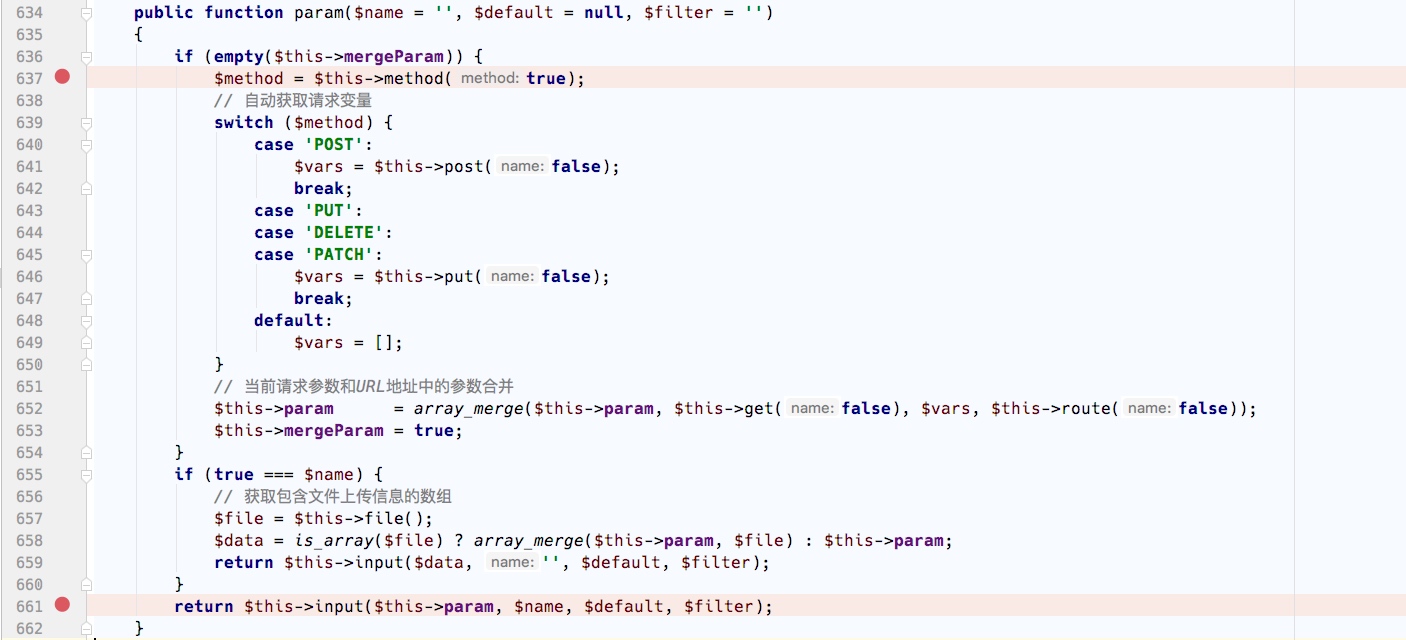 634 public function param($name = '', $default = null, $filter = '')
635 {
636 if (empty($this->mergeParam)) {
637 $method = $this->method( method: true);
638 // 自动获取请求变量
639 switch ($method) {
640 case 'POST':
641 $vars = $this->post( name: false);
642 break;
643 case 'PUT':
644 case 'DELETE':
645 case 'PATCH':
646 $vars = $this->put( name: false);
647 break;
648 default:
649 $vars = [];
650 }
651 // 当前请求参数和URL地址中的参数合并
652 $this->param = array_merge($this->param, $this->get( name: false), $vars, $this->route( name: false));
653 $this->mergeParam = true;
654 }
655 if (true === $name) {
656 // 获取包含文件上传信息的数组
657 $file = $this->file();
658 $data = is_array($file) ? array_merge($this->param, $file) : $this->param;
659 return $this->input($data, name: '', $default, $filter);
660 }
661 return $this->input($this->param, $name, $default, $filter);
662 }